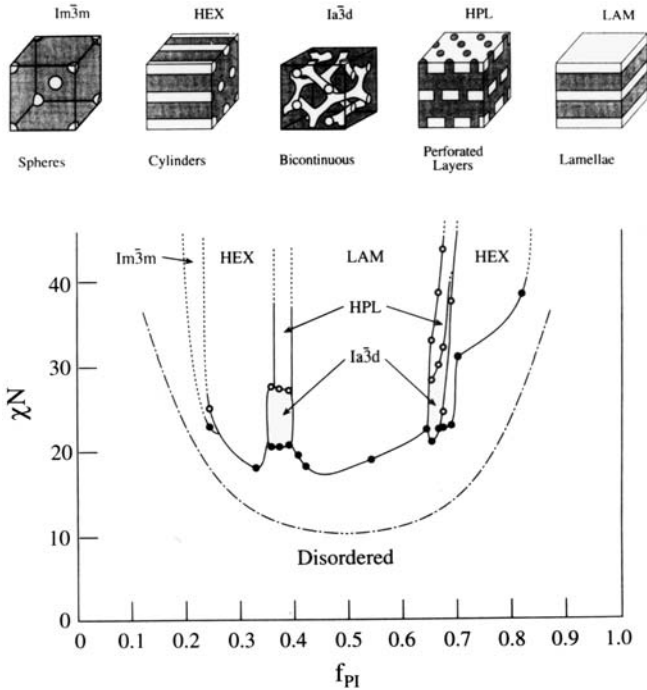 Im3̅m HEX Ia3̅d HPL LAM
Spheres Cylinders Bicontinuous Perforated Layers Lamellae
Im3̅m HEX LAM HEX
HPL
Ia3̅d
Disordered
χN
40
30
20
10
0
0 0.1 0.2 0.3 0.4 0.5 0.6 0.7 0.8 0.9 1.0
f_PI